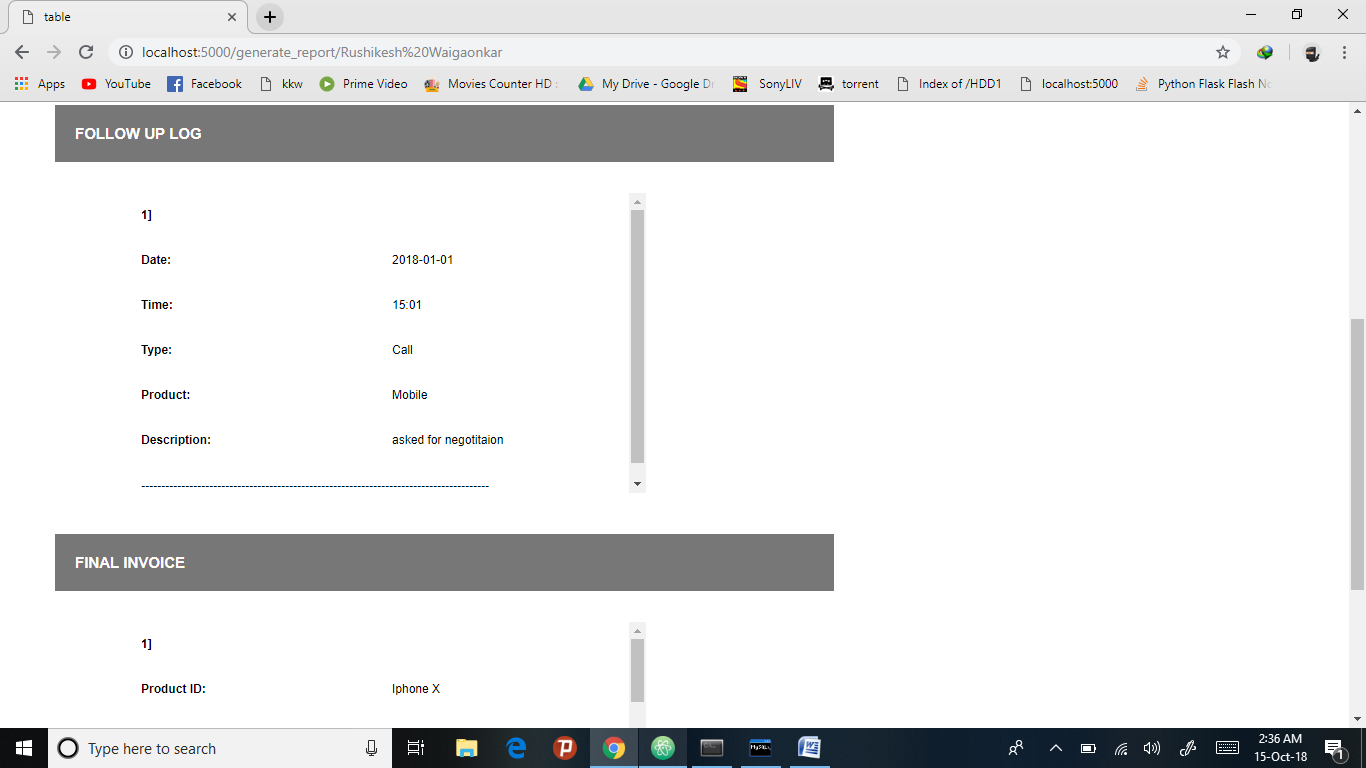 table
localhost:5000/generate_report/Rushikesh%20Waigaonkar
Apps YouTube Facebook kkw Prime Video Movies Counter HD : My Drive - Google Dr SonyLIV torrent Index of /HDD1 localhost:5000 Python Flask Flash No
FOLLOW UP LOG
1]
Date: 2018-01-01
Time: 15:01
Type: Call
Product: Mobile
Description: asked for negotitaion
---------------------------------------------------------------------------------------
FINAL INVOICE
1]
Product ID: Iphone X
Type here to search
2:36 AM
15-Oct-18
1